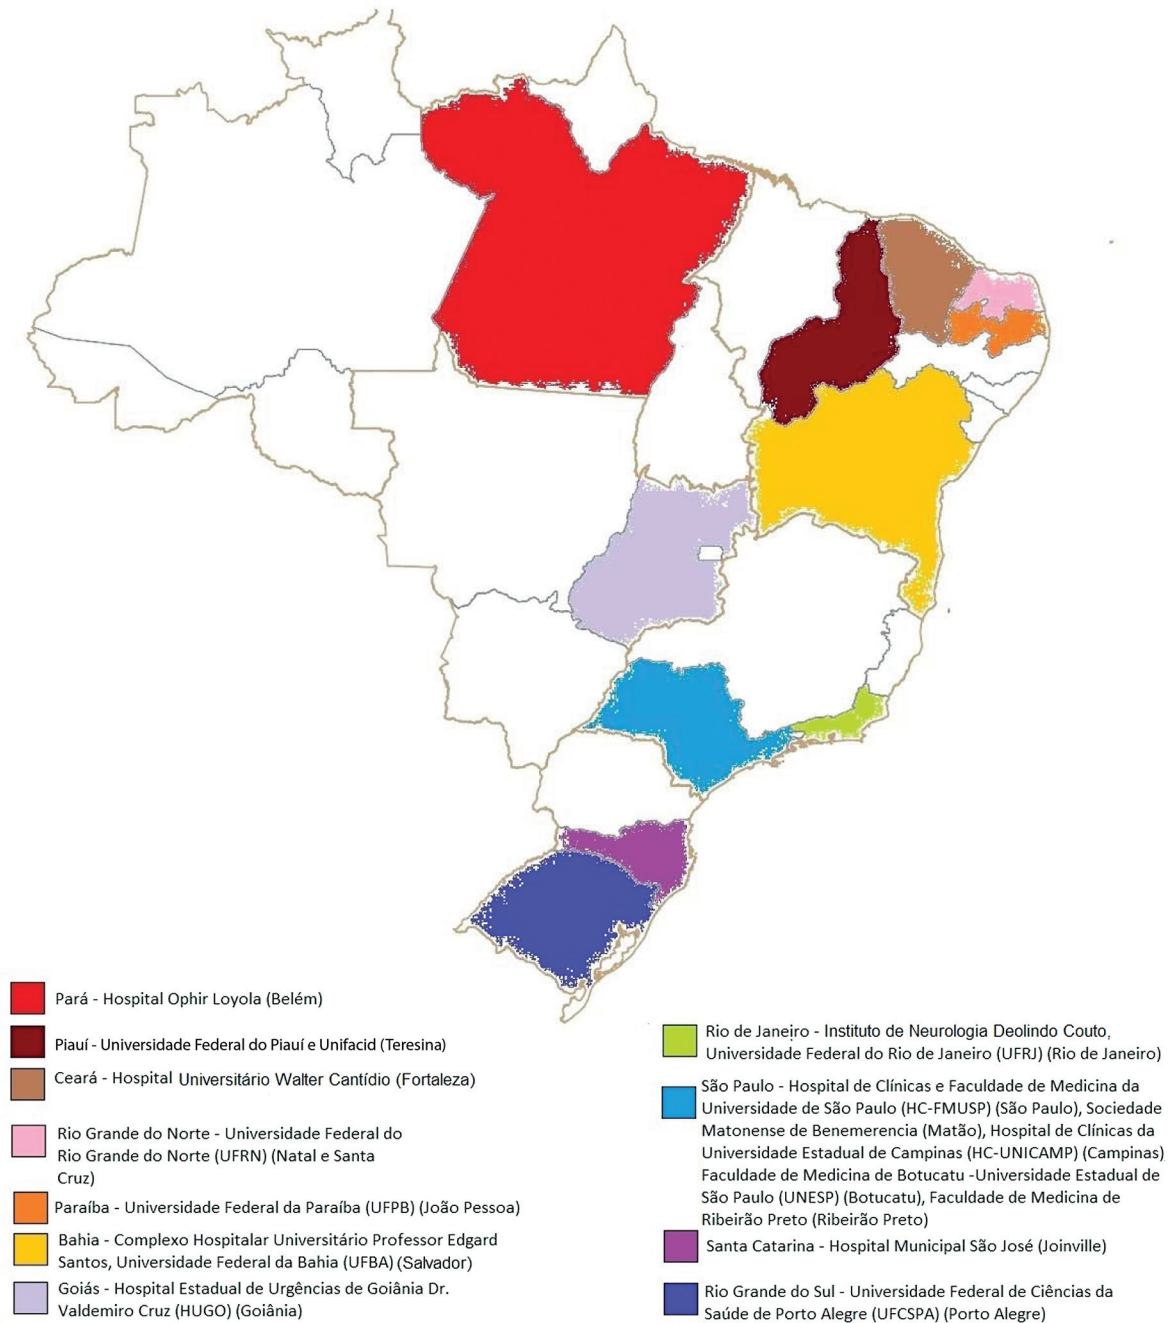 Pará - Hospital Ophir Loyola (Belém)
Piauí - Universidade Federal do Piauí e Unifacid (Teresina)
Ceará - Hospital Universitário Walter Cantídio (Fortaleza)
Rio Grande do Norte - Universidade Federal do
Rio Grande do Norte (UFRN) (Natal e Santa
Cruz)
Paraíba - Universidade Federal da Paraíba (UFPB) (João Pessoa)
Bahia - Complexo Hospitalar Universitário Professor Edgard
Santos, Universidade Federal da Bahia (UFBA) (Salvador)
Goiás - Hospital Estadual de Urgências de Goiânia Dr.
Valdemiro Cruz (HUGO) (Goiânia)
Rio de Janeiro - Instituto de Neurologia Deolindo Couto,
Universidade Federal do Rio de Janeiro (UFRJ) (Rio de Janeiro)
São Paulo - Hospital de Clínicas e Faculdade de Medicina da
Universidade de São Paulo (HC-FMUSP) (São Paulo), Sociedade
Matonense de Benemerencia (Matão), Hospital de Clínicas da
Universidade Estadual de Campinas (HC-UNICAMP) (Campinas)
Faculdade de Medicina de Botucatu -Universidade Estadual de
São Paulo (UNESP) (Botucatu), Faculdade de Medicina de
Ribeirão Preto (Ribeirão Preto)
Santa Catarina - Hospital Municipal São José (Joinville)
Rio Grande do Sul - Universidade Federal de Ciências da
Saúde de Porto Alegre (UFCSPA) (Porto Alegre)